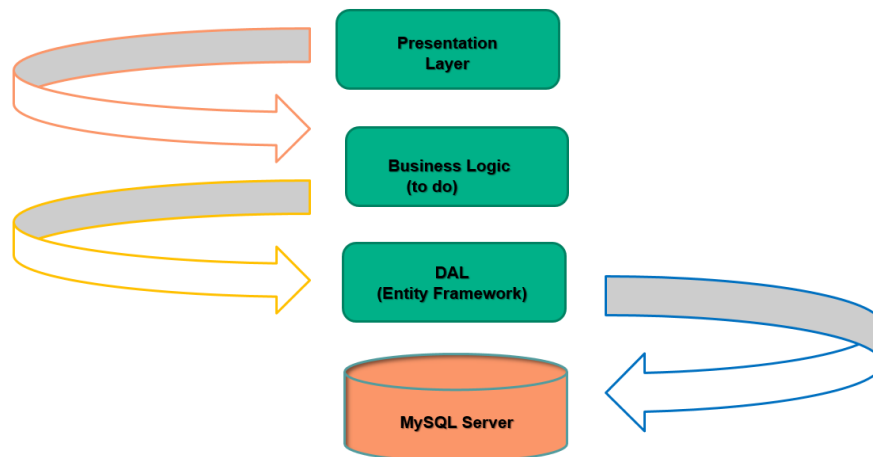 Presentation
Layer
Business Logic
(to do)
DAL
(Entity Framework)
MySQL Server